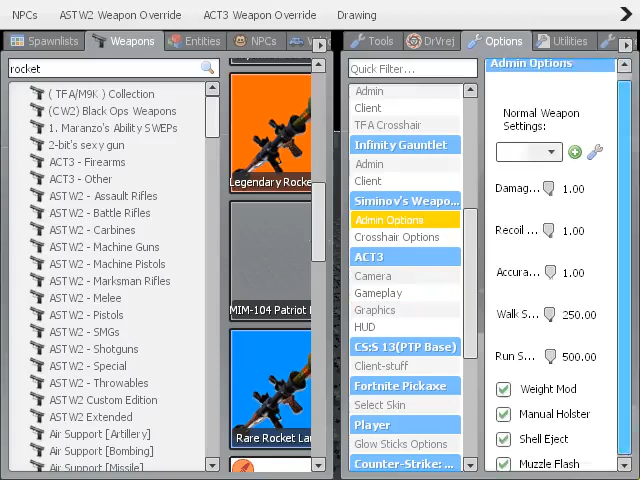 NPCs ASTW2 Weapon Override ACT3 Weapon Override Drawing
Spawnlists Weapons Entities NPCs
Tools DrVrej Options Utilities
rocket
( TFA/M9K ) Collection
(CW2) Black Ops Weapons
1. Maranzo's Ability SWEPs
2-bit's sexy gun
ACT3 - Firearms
ACT3 - Other
ASTW2 - Assault Rifles
ASTW2 - Battle Rifles
ASTW2 - Carbines
ASTW2 - Machine Guns
ASTW2 - Machine Pistols
ASTW2 - Marksman Rifles
ASTW2 - Melee
ASTW2 - Pistols
ASTW2 - SMGs
ASTW2 - Shotguns
ASTW2 - Special
ASTW2 - Throwables
ASTW2 Custom Edition
ASTW2 Extended
Air Support [Artillery]
Air Support [Bombing]
Air Support [Missile]
Legendary Rocke
MIM-104 Patriot
Rare Rocket Lau
Quick Filter...
Admin
Client
TFA Crosshair
Infinity Gauntlet
Admin
Client
Siminov's Weapo...
Admin Options
Crosshair Options
ACT3
Camera
Gameplay
Graphics
HUD
CS:S 13(PTP Base)
Client-stuff
Fortnite Pickaxe
Select Skin
Player
Glow Sticks Options
Counter-Strike: ...
Admin Options
Normal Weapon
Settings:
Damag... 1.00
Recoil ... 1.00
Accura... 1.00
Walk S... 250.00
Run S... 500.00
Weight Mod
Manual Holster
Shell Eject
Muzzle Flash